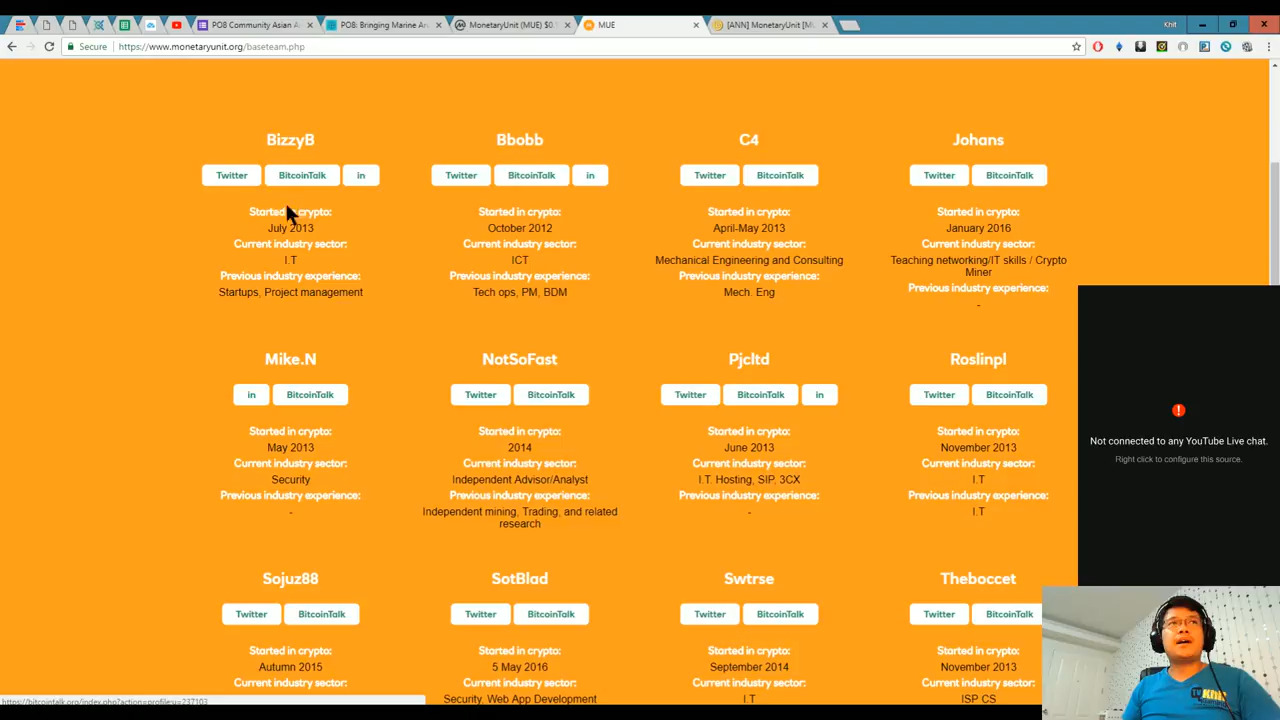 PO8 Community Asian A
PO8: Bringing Marine Ar
MonetaryUnit (MUE) $0.
MUE
[ANN] MonetaryUnit [M
Khit
Secure
https://www.monetaryunit.org/baseteam.php
BizzyB
Bbobb
C4
Johans
Twitter BitcoinTalk in
Twitter BitcoinTalk in
Twitter BitcoinTalk
Twitter BitcoinTalk
Started in crypto:
July 2013
Current industry sector:
I.T
Previous industry experience:
Startups, Project management
Started in crypto:
October 2012
Current industry sector:
ICT
Previous industry experience:
Tech ops, PM, BDM
Started in crypto:
April-May 2013
Current industry sector:
Mechanical Engineering and Consulting
Previous industry experience:
Mech. Eng
Started in crypto:
January 2016
Current industry sector:
Teaching networking/IT skills / Crypto
Miner
Previous industry experience:
-
Mike.N
NotSoFast
Pjcltd
Roslinpl
in BitcoinTalk
Twitter BitcoinTalk
Twitter BitcoinTalk in
Twitter BitcoinTalk
Started in crypto:
May 2013
Current industry sector:
Security
Previous industry experience:
-
Started in crypto:
2014
Current industry sector:
Independent Advisor/Analyst
Previous industry experience:
Independent mining, Trading, and related
research
Started in crypto:
June 2013
Current industry sector:
I.T. Hosting, SIP, 3CX
Previous industry experience:
-
Started in crypto:
November 2013
Current industry sector:
I.T
Previous industry experience:
I.T
Not connected to any YouTube Live chat.
Right click to configure this source.
Sojuz88
SotBlad
Swtrse
Theboccet
Twitter BitcoinTalk
Twitter BitcoinTalk
Twitter BitcoinTalk
Twitter BitcoinTalk
Started in crypto:
Autumn 2015
Current industry sector:
Started in crypto:
5 May 2016
Current industry sector:
Security, Web App Development
Started in crypto:
September 2014
Current industry sector:
I.T
Started in crypto:
November 2013
Current industry sector:
ISP CS
https://bitcointalk.org/index.php?action=profile;u=237103